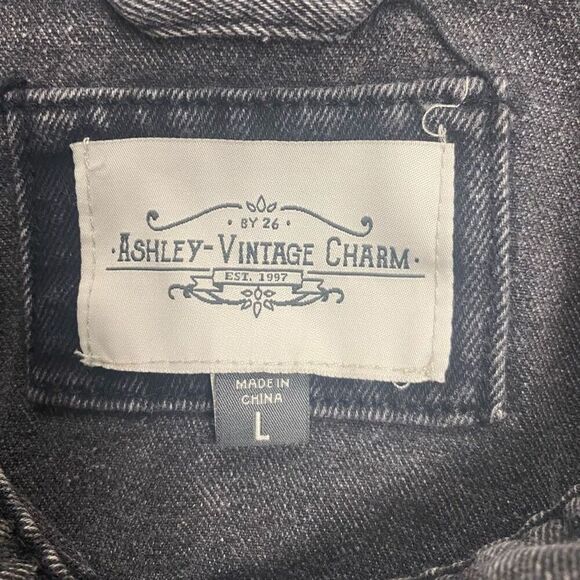 · BY 26 ·
· ASHLEY-VINTAGE CHARM ·
EST. 1997
MADE IN
CHINA
L